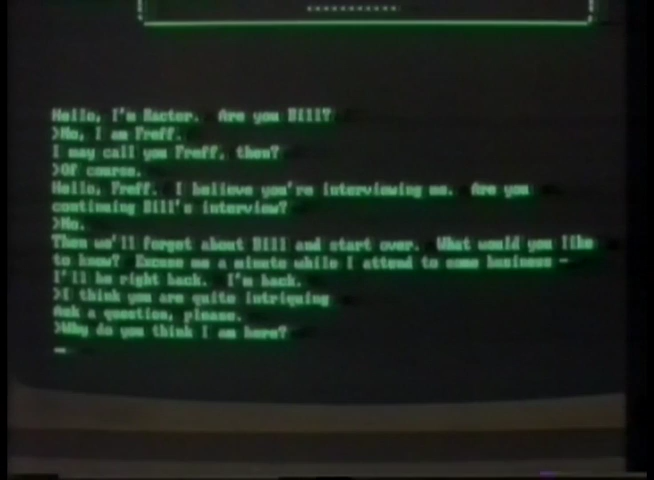 Hello, I'm Racter.  Are you Bill?
>No, I am Freff.
I may call you Freff, then?
>Of course.
Hello, Freff.  I believe you're interviewing me.  Are you
continuing Bill's interview?
>No.
Then we'll forget about Bill and start over.  What would you like
to know?  Excuse me a minute while I attend to some business -
I'll be right back.  I'm back.
>I think you are quite intriquing
Ask a question, please.
>Why do you think I am here?